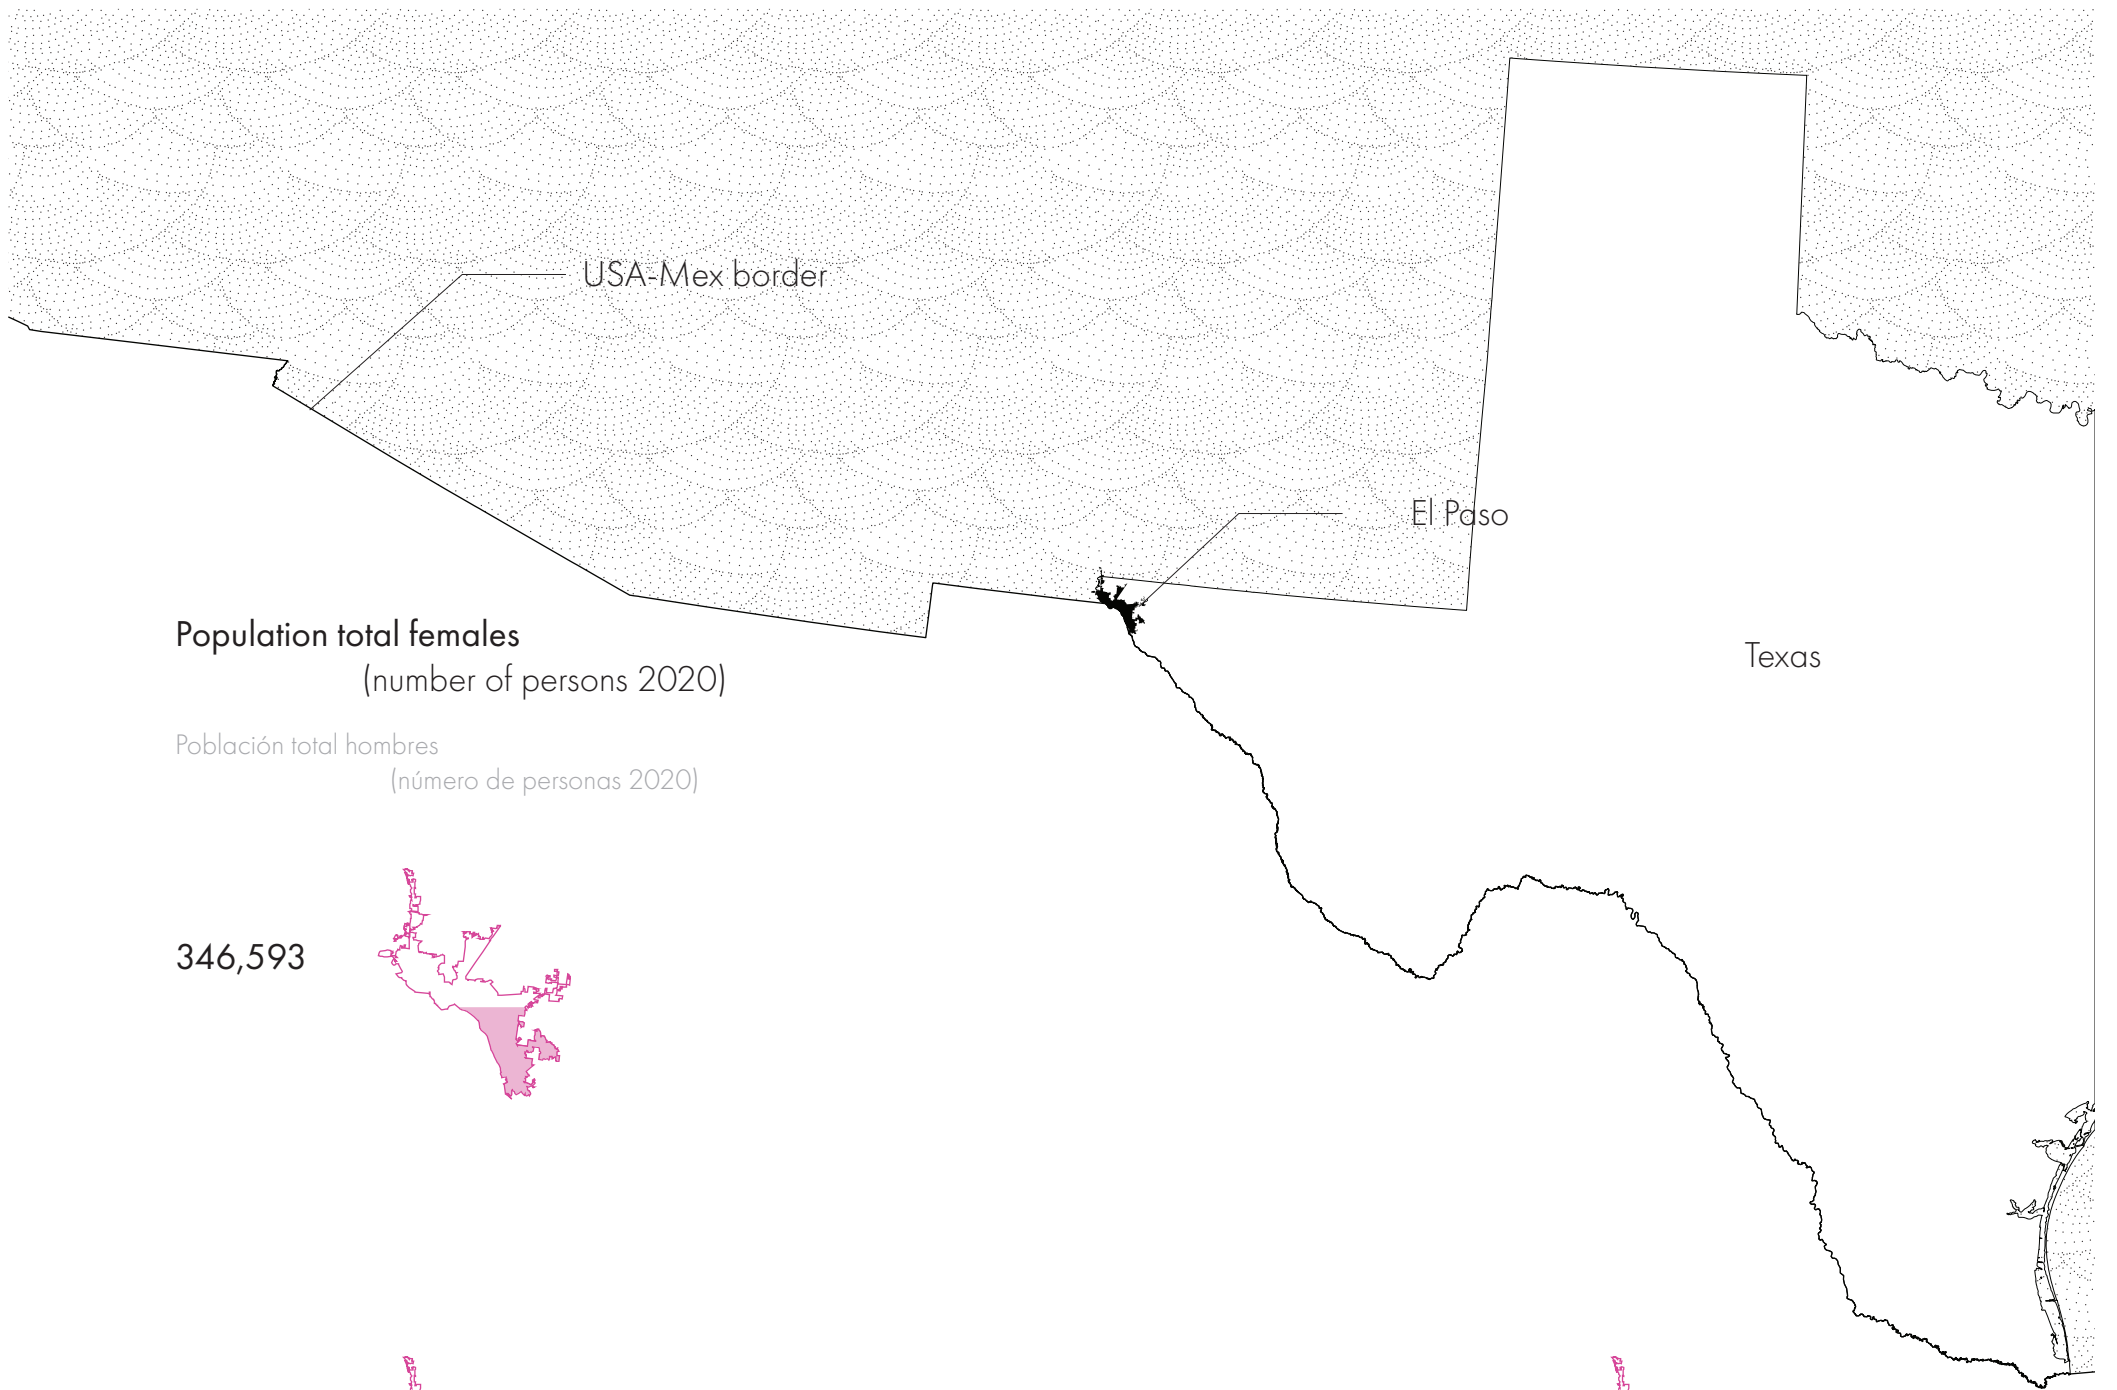 USA-Mex border
El Paso
Population total females
(number of persons 2020)
Texas
Población total hombres
(número de personas 2020)
346,593